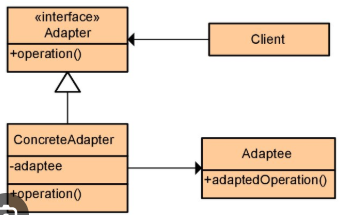 «interface»
Adapter
+operation()
Client
ConcreteAdapter
-adaptee
+operation()
Adaptee
+adaptedOperation()